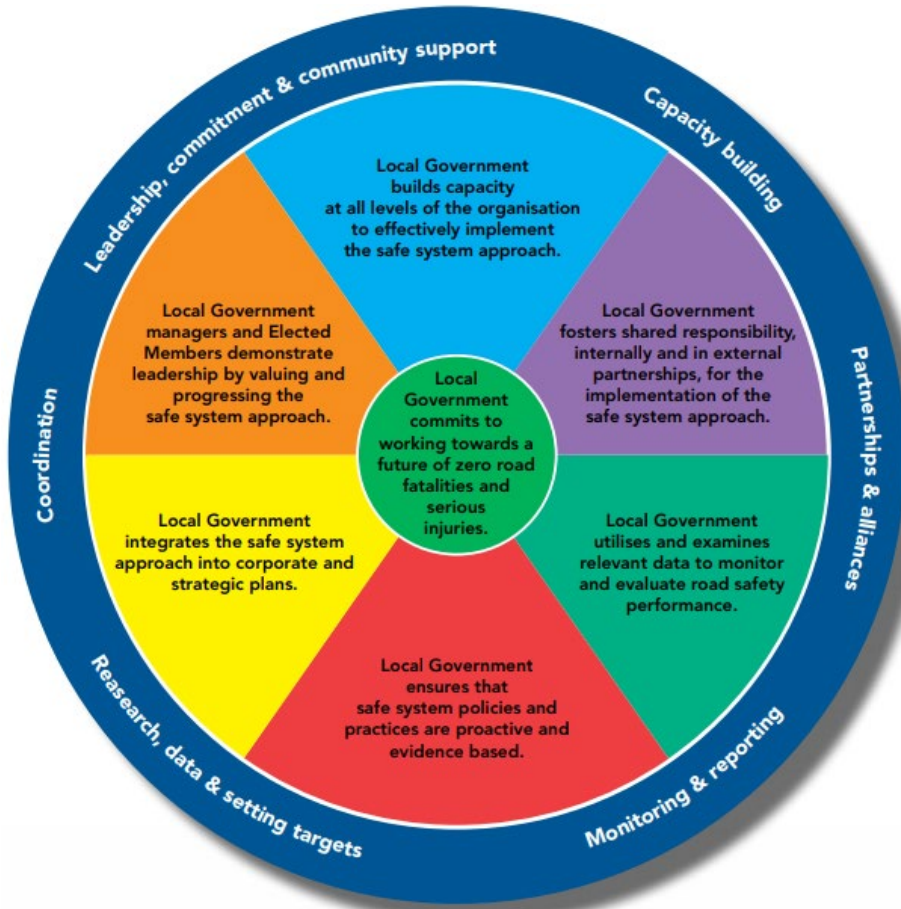 Leadership, commitment & community support
Capacity building
Partnerships & alliances
Monitoring & reporting
Reasearch, data & setting targets
Coordination
Local Government
builds capacity
at all levels of the organisation
to effectively implement
the safe system approach.
Local Government
fosters shared responsibility,
internally and in external
partnerships, for the
implementation of the
safe system approach.
Local Government
utilises and examines
relevant data to monitor
and evaluate road safety
performance.
Local Government
ensures that
safe system policies and
practices are proactive and
evidence based.
Local Government
integrates the safe system
approach into corporate and
strategic plans.
Local Government
managers and Elected
Members demonstrate
leadership by valuing and
progressing the
safe system approach.
Local
Government
commits to
working towards a
future of zero road
fatalities and
serious
injuries.